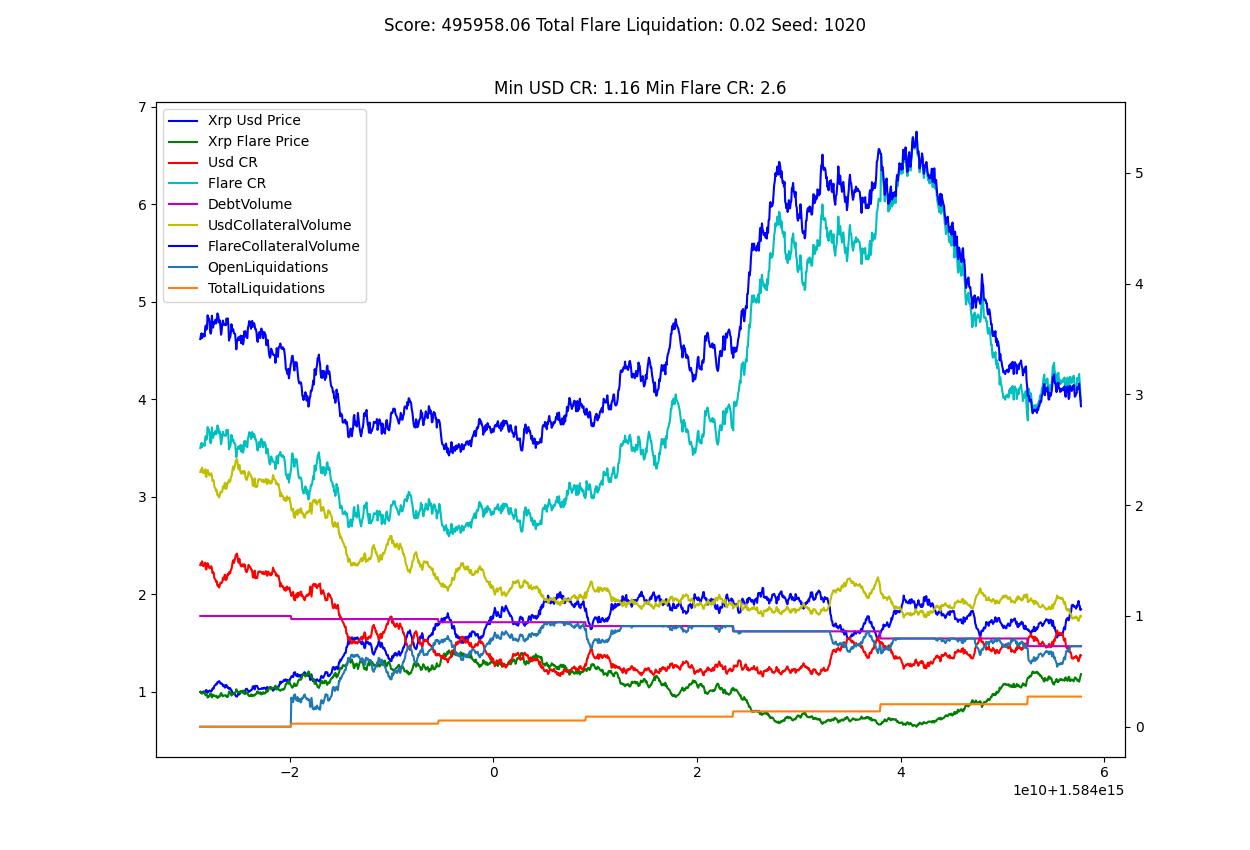 Score: 495958.06 Total Flare Liquidation: 0.02 Seed: 1020
Min USD CR: 1.16 Min Flare CR: 2.6
Xrp Usd Price
Xrp Flare Price
Usd CR
Flare CR
DebtVolume
UsdCollateralVolume
FlareCollateralVolume
OpenLiquidations
TotalLiquidations
7
6
5
4
3
2
1
5
4
3
2
1
0
−2
0
2
4
6
1e10+1.584e15